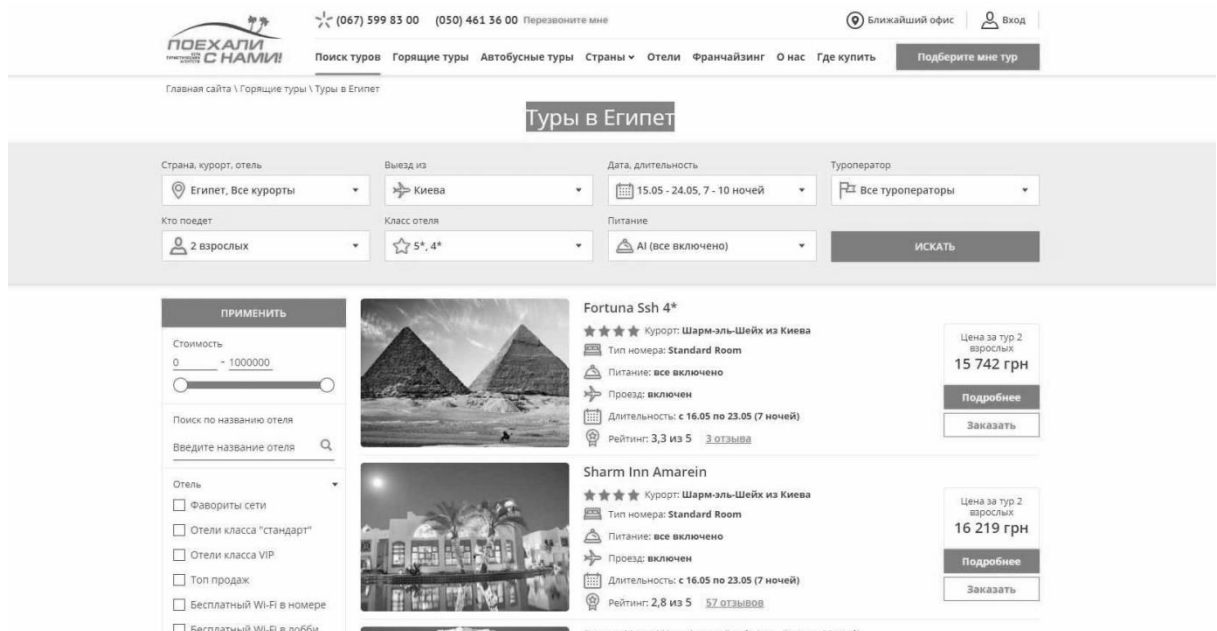 ПОЕХАЛИ
С НАМИ!
(067) 599 83 00 (050) 461 36 00 Перезвоните мне
Ближайший офис Вход
Поиск туров Горящие туры Автобусные туры Страны Отели Франчайзинг О нас Где купить Подберите мне тур
Главная сайта \ Горящие туры \ Туры в Египет
Туры в Египет
Страна, курорт, отель Выезд из Дата, длительность Туроператор
Египет, Все курорты Киева 15.05 - 24.05, 7 - 10 ночей Все туроператоры
Кто поедет Класс отеля Питание
2 взрослых 5*, 4* AI (все включено) ИСКАТЬ
ПРИМЕНИТЬ
Стоимость
0 - 1000000
Поиск по названию отеля
Введите название отеля
Отель
Фавориты сети
Отели класса "стандарт"
Отели класса VIP
Топ продаж
Бесплатный Wi-Fi в номере
Бесплатный Wi-Fi в лобби
Fortuna Ssh 4*
Курорт: Шарм-эль-Шейх из Киева
Тип номера: Standard Room
Питание: все включено
Проезд: включен
Длительность: с 16.05 по 23.05 (7 ночей)
Рейтинг: 3,3 из 5 3 отзыва
Цена за тур 2
взрослых
15 742 грн
Подробнее
Заказать
Sharm Inn Amarein
Курорт: Шарм-эль-Шейх из Киева
Тип номера: Standard Room
Питание: все включено
Проезд: включен
Длительность: с 16.05 по 23.05 (7 ночей)
Рейтинг: 2,8 из 5 57 отзывов
Цена за тур 2
взрослых
16 219 грн
Подробнее
Заказать